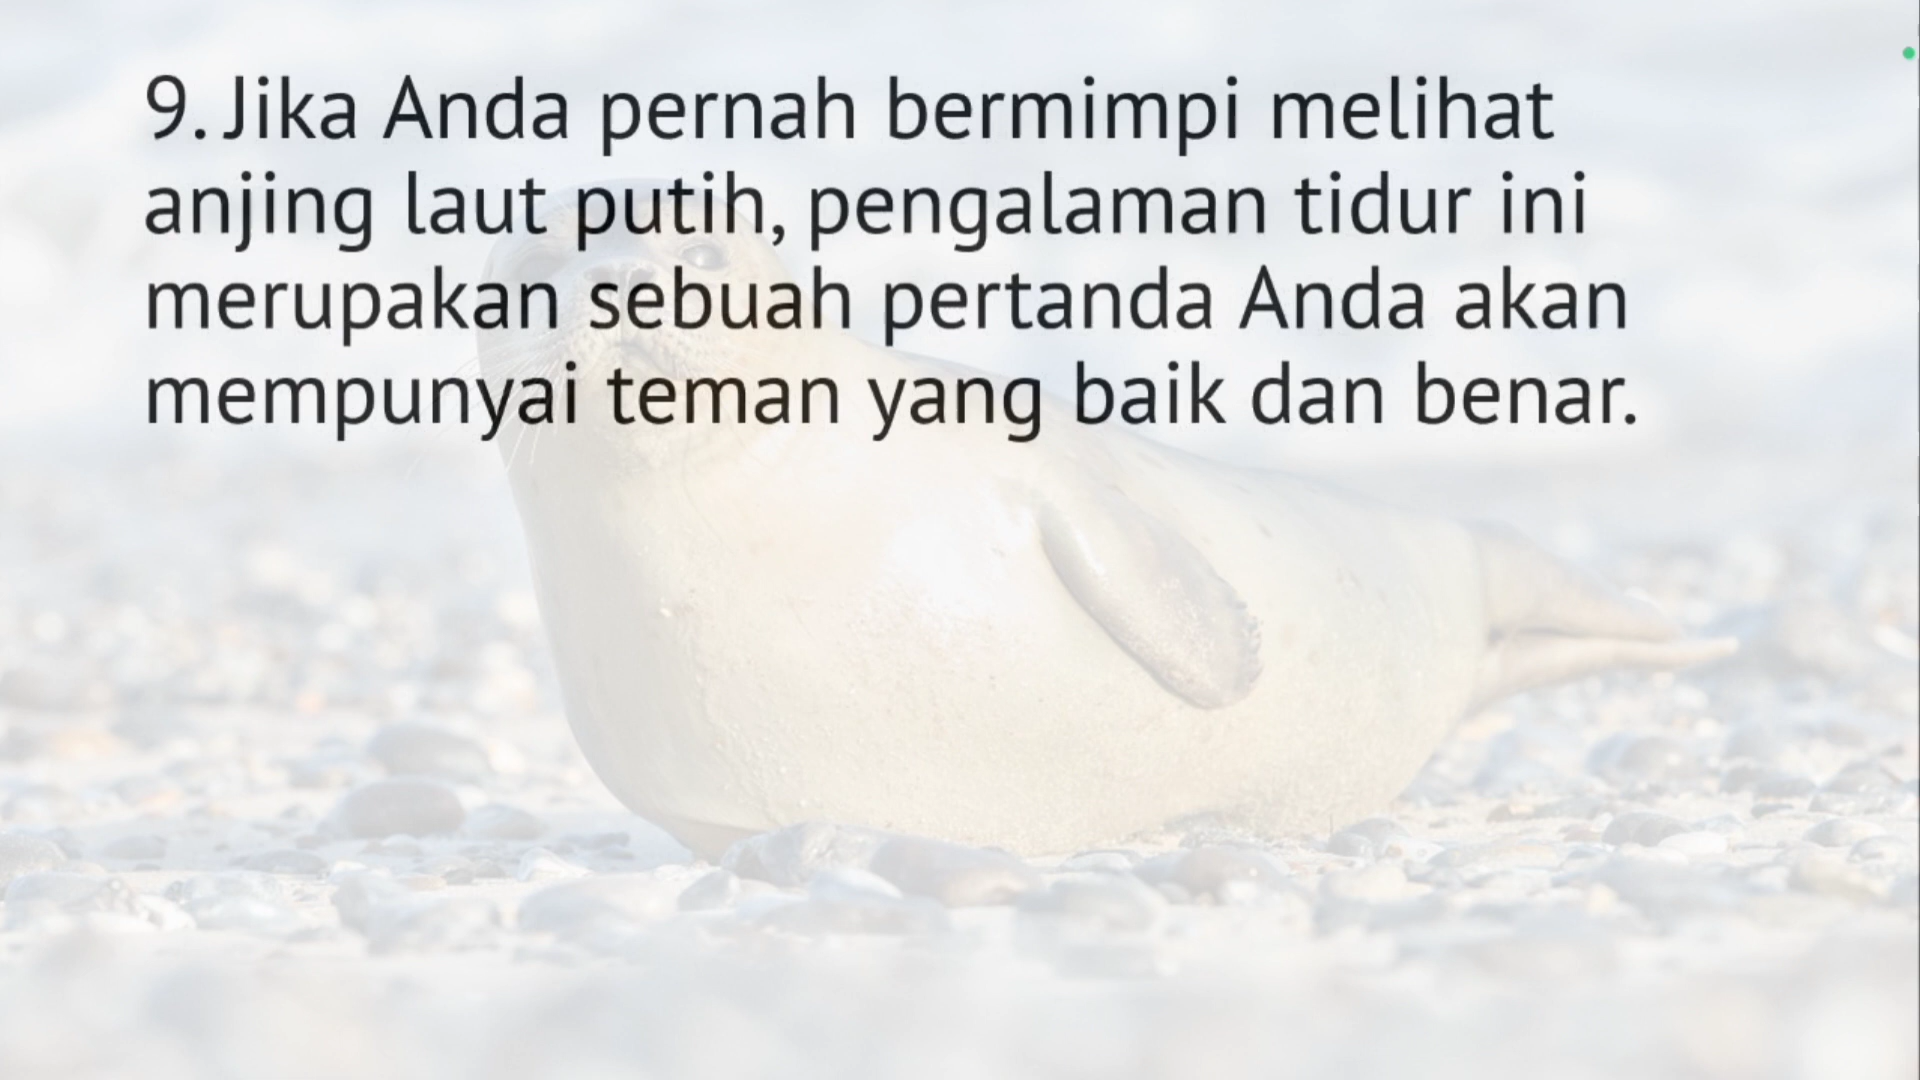 9. Jika Anda pernah bermimpi melihat
anjing laut putih, pengalaman tidur ini
merupakan sebuah pertanda Anda akan
mempunyai teman yang baik dan benar.